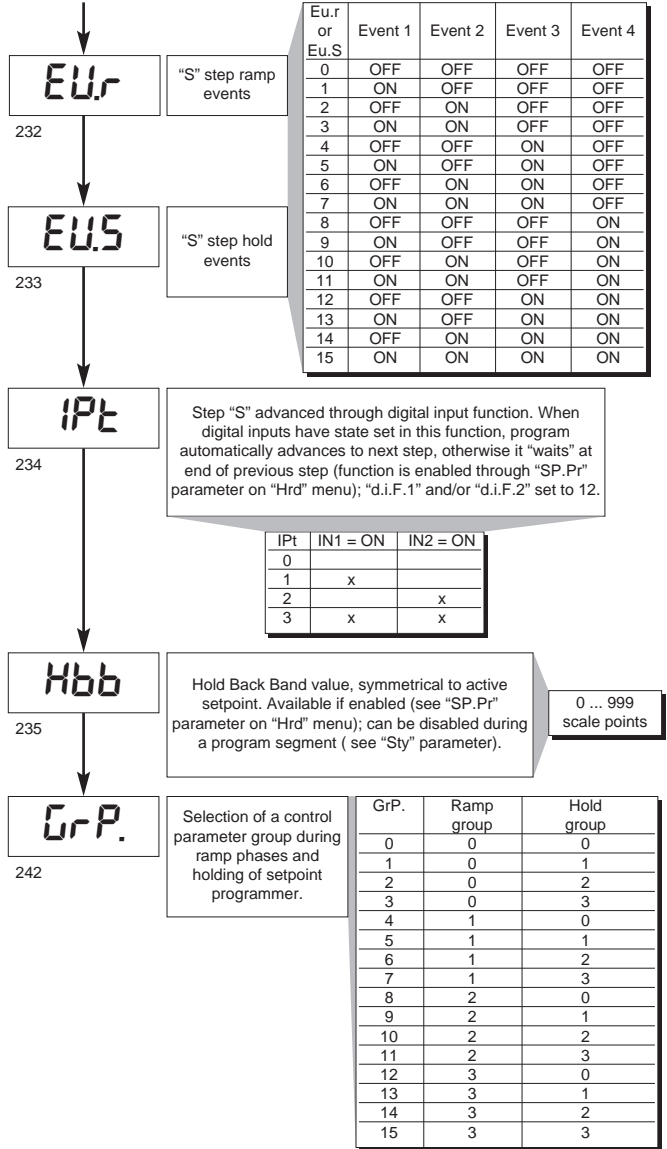 Eu.r or Eu.S | Event 1 | Event 2 | Event 3 | Event 4
0 | OFF | OFF | OFF | OFF
1 | ON | OFF | OFF | OFF
2 | OFF | ON | OFF | OFF
3 | ON | ON | OFF | OFF
4 | OFF | OFF | ON | OFF
5 | ON | OFF | ON | OFF
6 | OFF | ON | ON | OFF
7 | ON | ON | ON | OFF
8 | OFF | OFF | OFF | ON
9 | ON | OFF | OFF | ON
10 | OFF | ON | OFF | ON
11 | ON | ON | OFF | ON
12 | OFF | OFF | ON | ON
13 | ON | OFF | ON | ON
14 | OFF | ON | ON | ON
15 | ON | ON | ON | ON
EU.r
232
“S” step ramp
events
EU.S
233
“S” step hold
events
IPt
234
Step “S” advanced through digital input function. When
digital inputs have state set in this function, program
automatically advances to next step, otherwise it “waits” at
end of previous step (function is enabled through “SP.Pr”
parameter on “Hrd” menu); “d.i.F.1” and/or “d.i.F.2” set to 12.
IPt | IN1 = ON | IN2 = ON
0
1 | x |
2 | | x
3 | x | x
Hbb
235
Hold Back Band value, symmetrical to active
setpoint. Available if enabled (see “SP.Pr”
parameter on “Hrd” menu); can be disabled during
a program segment ( see “Sty” parameter).
0 ... 999
scale points
GrP.
242
Selection of a control
parameter group during
ramp phases and
holding of setpoint
programmer.
GrP. | Ramp group | Hold group
0 | 0 | 0
1 | 0 | 1
2 | 0 | 2
3 | 0 | 3
4 | 1 | 0
5 | 1 | 1
6 | 1 | 2
7 | 1 | 3
8 | 2 | 0
9 | 2 | 1
10 | 2 | 2
11 | 2 | 3
12 | 3 | 0
13 | 3 | 1
14 | 3 | 2
15 | 3 | 3